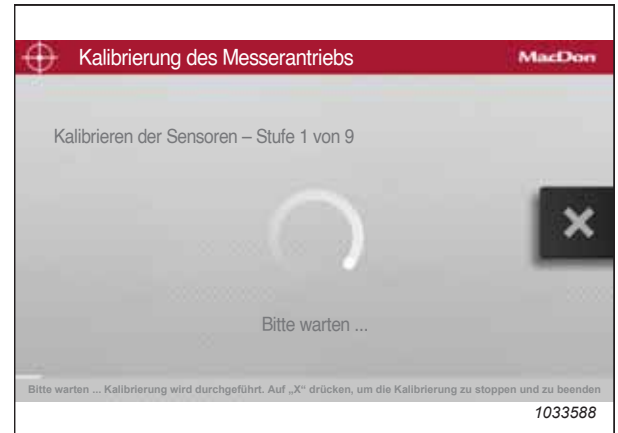 Kalibrierung des Messerantriebs
MacDon
Kalibrieren der Sensoren – Stufe 1 von 9
Bitte warten ...
Bitte warten ... Kalibrierung wird durchgeführt. Auf „X“ drücken, um die Kalibrierung zu stoppen und zu beenden
1033588